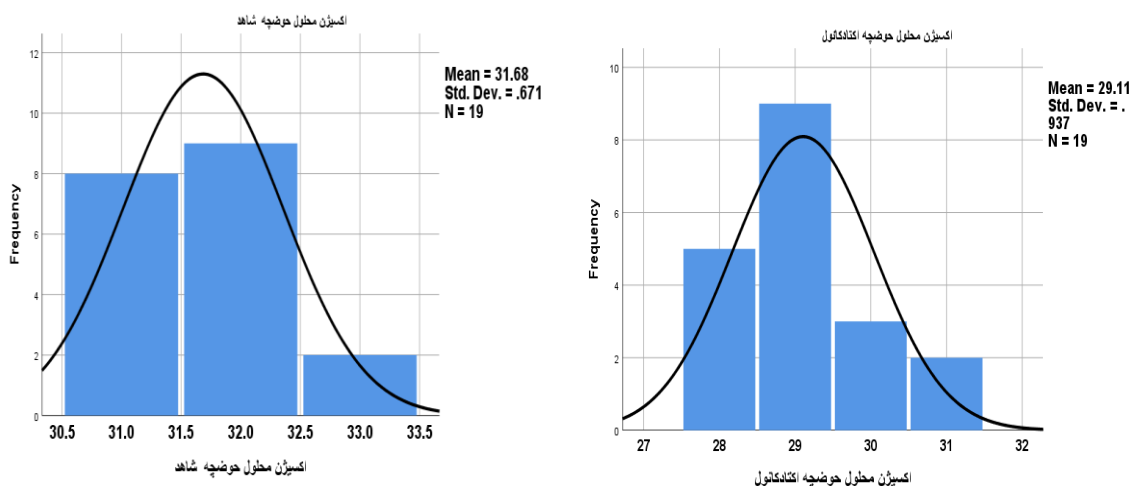 اکسیژن محلول حوضچه شاهد
12
10
8
6
4
2
0
Frequency
30.5 31.0 31.5 32.0 32.5 33.0 33.5
اکسیژن محلول حوضچه شاهد
Mean = 31.68
Std. Dev. = .671
N = 19
اکسیژن محلول حوضچه اکتادکانول
10
8
6
4
2
0
Frequency
27 28 29 30 31 32
اکسیژن محلول حوضچه اکتادکانول
Mean = 29.11
Std. Dev. = .
937
N = 19